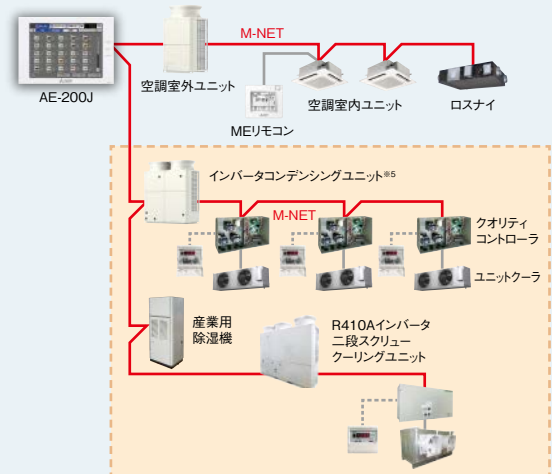 M-NET
AE-200J
空調室外ユニット
MEリモコン
空調室内ユニット
ロスナイ
インバータコンデンシングユニット※5
M-NET
クオリティ
コントローラ
ユニットクーラ
産業用
除湿機
R410Aインバータ
二段スクリュー
クーリングユニット